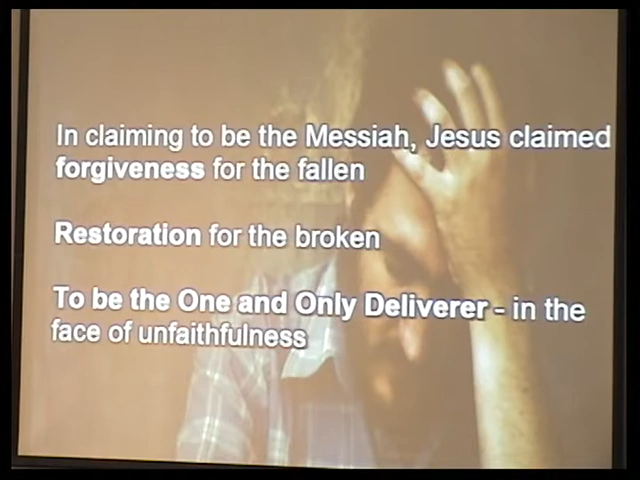 In claiming to be the Messiah, Jesus claimed
forgiveness for the fallen
Restoration for the broken
To be the One and Only Deliverer - in the
face of unfaithfulness